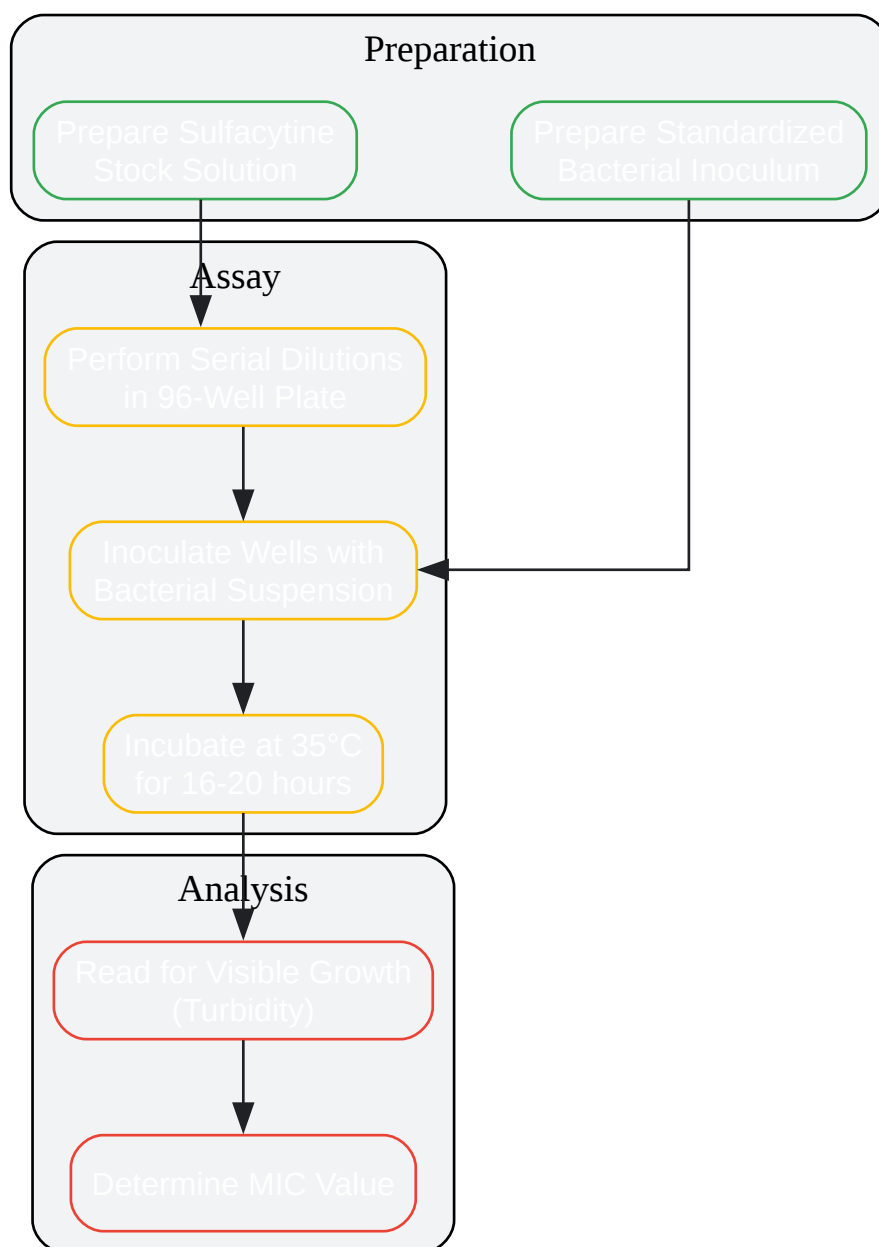 Preparation
Prepare Sulfacytine
Stock Solution
Prepare Standardized
Bacterial Inoculum
Assay
Perform Serial Dilutions
in 96-Well Plate
Inoculate Wells with
Bacterial Suspension
Incubate at 35°C
for 16-20 hours
Analysis
Read for Visible Growth
(Turbidity)
Determine MIC Value